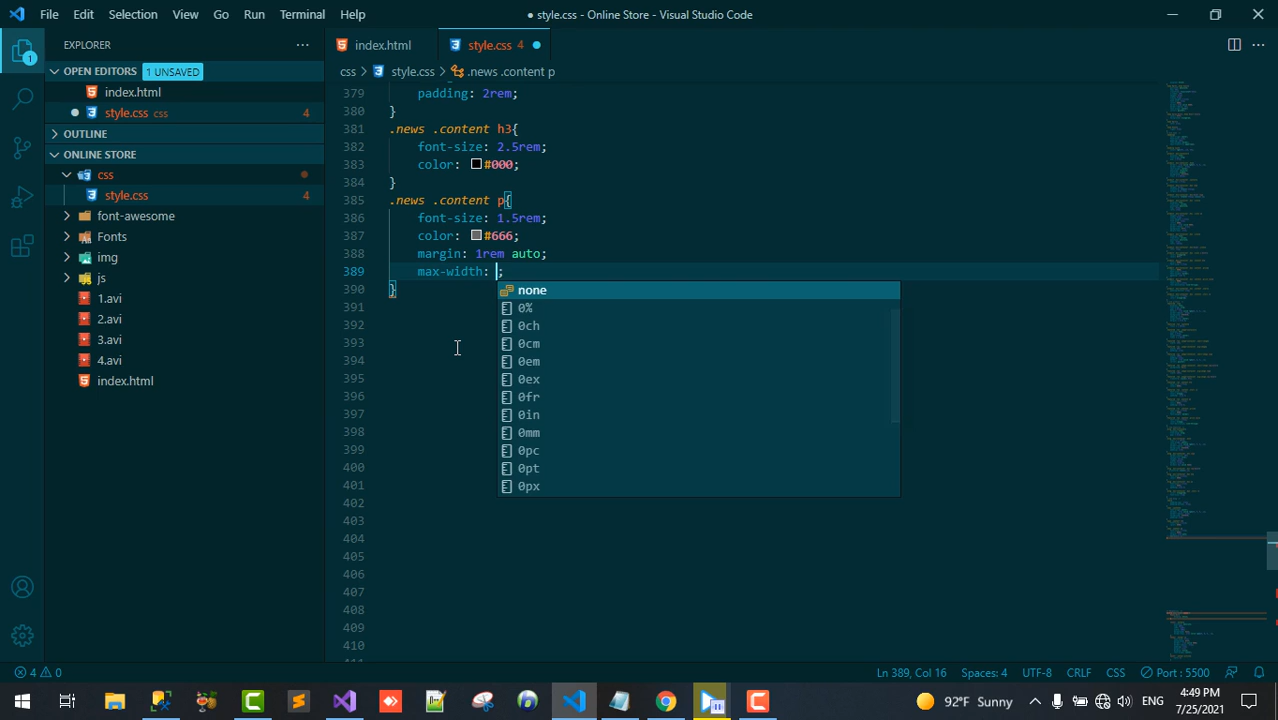 File Edit Selection View Go Run Terminal Help
● style.css - Online Store - Visual Studio Code
EXPLORER
index.html
style.css 4
OPEN EDITORS 1 UNSAVED
css > style.css > .news .content p
index.html
style.css css 4
OUTLINE
ONLINE STORE
css
style.css 4
font-awesome
Fonts
img
js
1.avi
2.avi
3.avi
4.avi
index.html
379 padding: 2rem;
380 }
381 .news .content h3{
382 font-size: 2.5rem;
383 color: #000;
384 }
385 .news .content p{
386 font-size: 1.5rem;
387 color: #666;
388 margin: 1rem auto;
389 max-width: ;
390 }
391
392
393
394
395
396
397
398
399
400
401
402
403
404
405
406
407
408
409
410
none
0%
0ch
0cm
0em
0ex
0fr
0in
0mm
0pc
0pt
0px
1
4 0
Ln 389, Col 16 Spaces: 4 UTF-8 CRLF CSS Port : 5500
92°F Sunny ENG
4:49 PM
7/25/2021